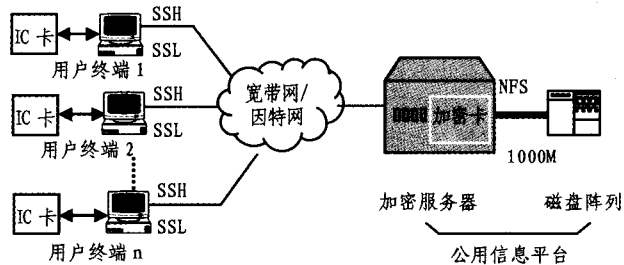 IC 卡
SSH
SSL
用户终端 1
IC 卡
SSH
SSL
用户终端 2
IC 卡
SSH
SSL
用户终端 n
宽带网/
因特网
加密卡
NFS
1000M
加密服务器
磁盘阵列
公用信息平台